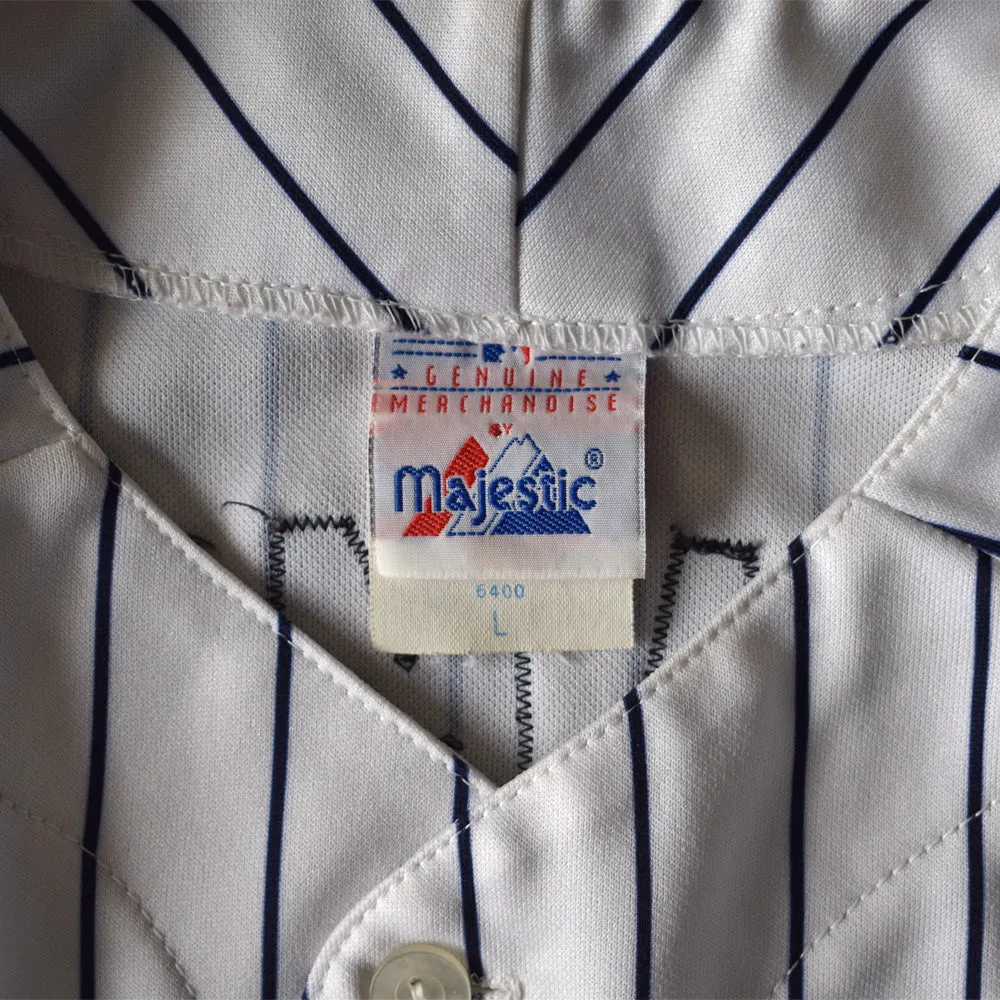 GENUINE
MERCHANDISE
BY
Majestic ®
6400
L